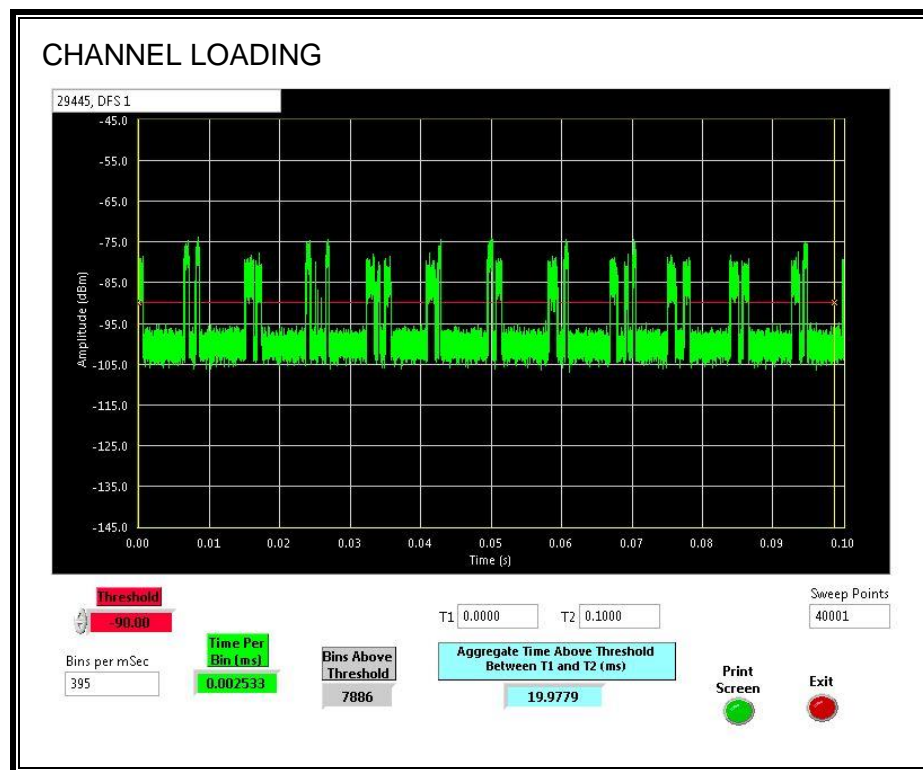 CHANNEL LOADING
29445, DFS 1
-45.0
-55.0
-65.0
-75.0
-85.0
-95.0
-105.0
-115.0
-125.0
-145.0
Amplitude (dBm)
0.00 0.01 0.02 0.03 0.04 0.05 0.06 0.07 0.08 0.09 0.10
Time (s)
Threshold
-90.00
Bins per mSec
395
Time Per
Bin (ms)
0.002533
Bins Above
Threshold
7886
T1 0.0000 T2 0.1000
Aggregate Time Above Threshold
Between T1 and T2 (ms)
19.9779
Sweep Points
40001
Print
Screen
Exit